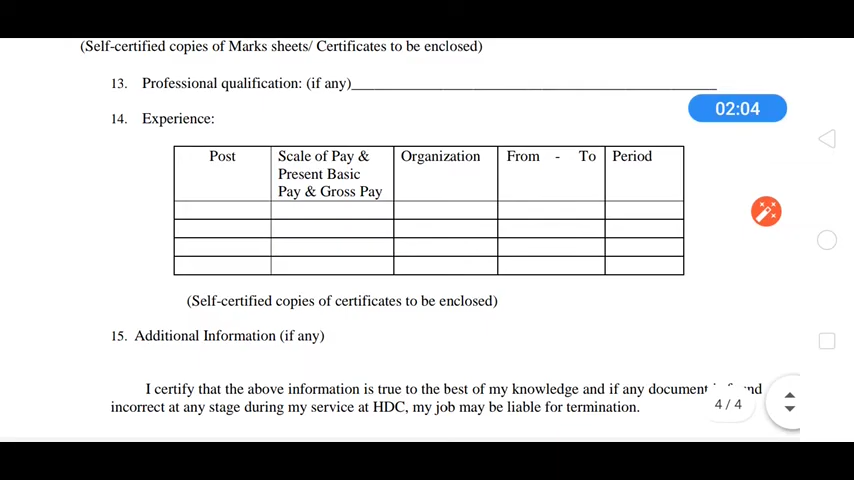 (Self-certified copies of Marks sheets/ Certificates to be enclosed)
13. Professional qualification: (if any)
02:04
14. Experience:
Post
Scale of Pay &
Present Basic
Pay & Gross Pay
Organization
From - To
Period
(Self-certified copies of certificates to be enclosed)
15. Additional Information (if any)
I certify that the above information is true to the best of my knowledge and if any document
incorrect at any stage during my service at HDC, my job may be liable for termination.
4 / 4